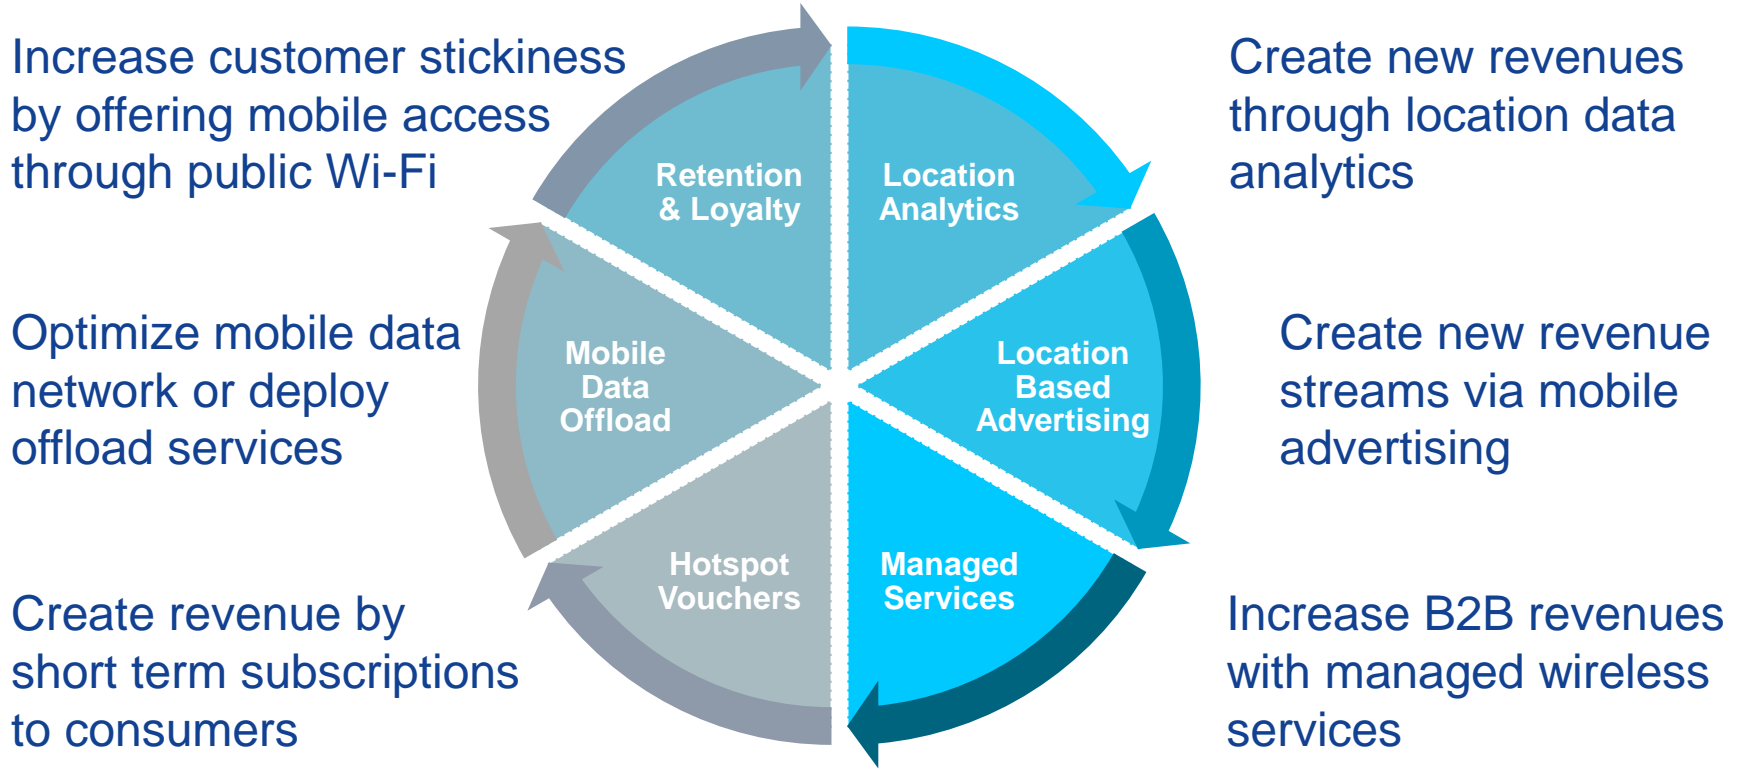 Increase customer stickiness
by offering mobile access
through public Wi-Fi
Optimize mobile data
network or deploy
offload services
Create revenue by
short term subscriptions
to consumers
Retention
& Loyalty
Location
Analytics
Mobile
Data
Offload
Location
Based
Advertising
Hotspot
Vouchers
Managed
Services
Create new revenues
through location data
analytics
Create new revenue
streams via mobile
advertising
Increase B2B revenues
with managed wireless
services